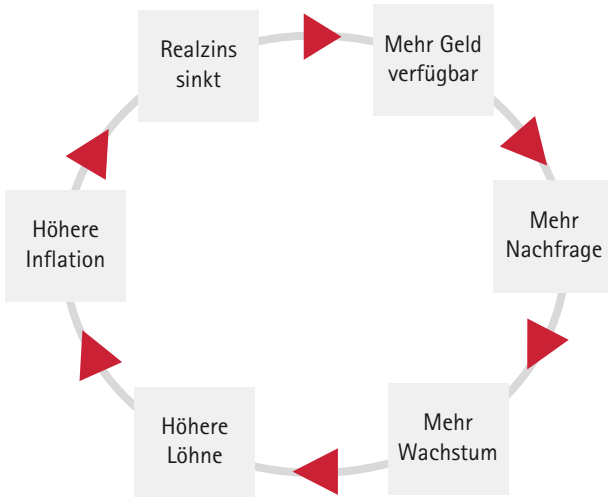 Realzins
sinkt
Mehr Geld
verfügbar
Mehr
Nachfrage
Mehr
Wachstum
Höhere
Löhne
Höhere
Inflation